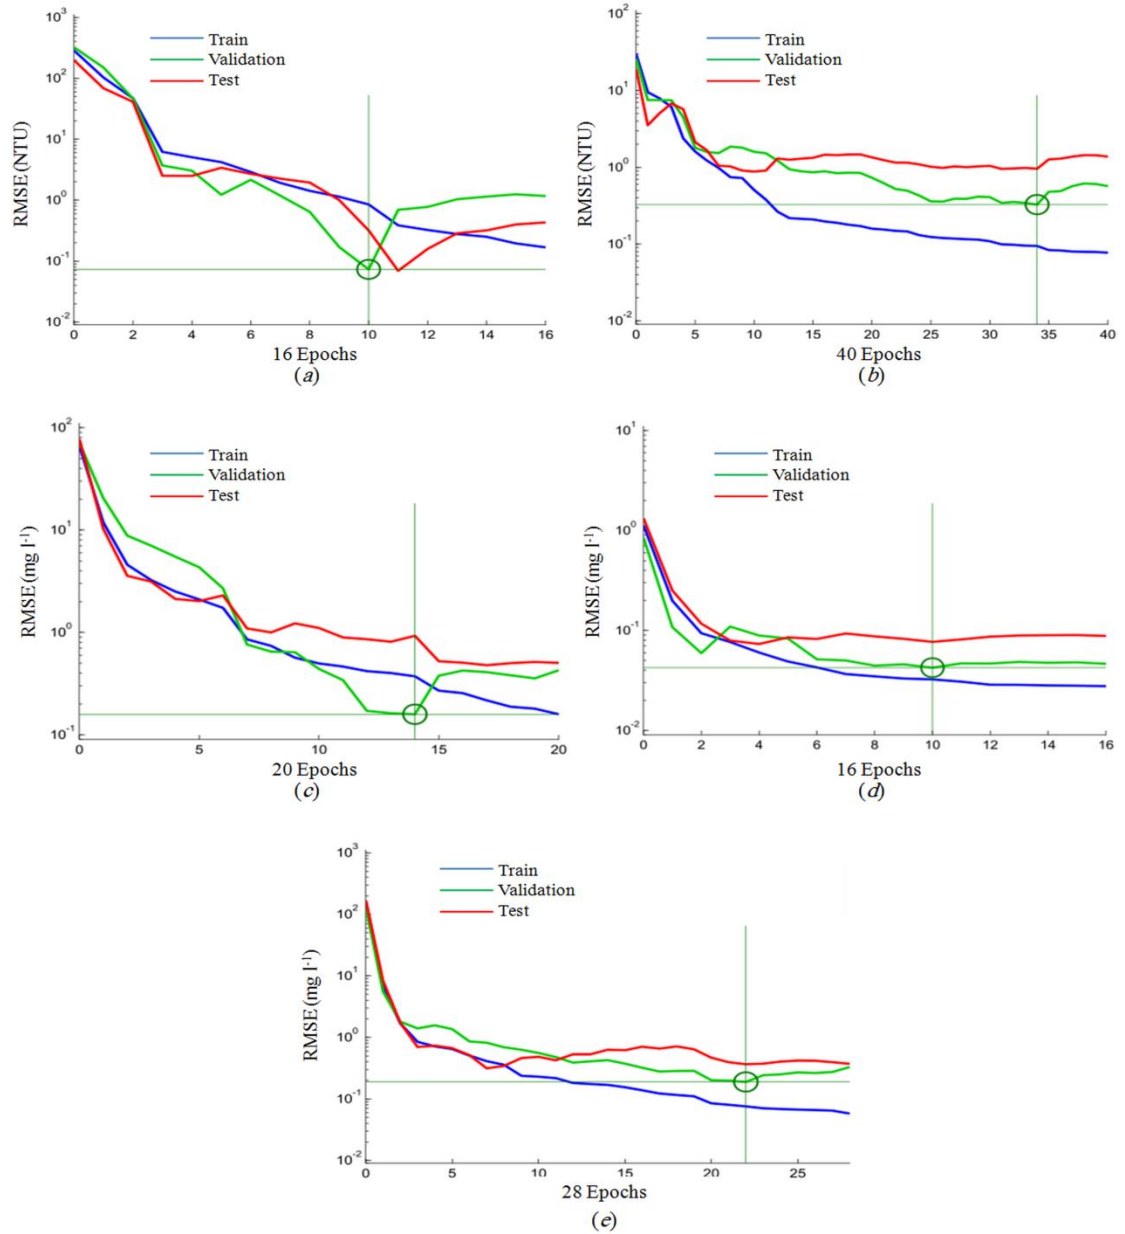 10³
10²
10¹
10⁰
10⁻¹
10⁻²
RMSE (NTU)
Train
Validation
Test
0 2 4 6 8 10 12 14 16
16 Epochs
(a)
10²
10¹
10⁰
10⁻¹
10⁻²
RMSE (NTU)
Train
Validation
Test
0 5 10 15 20 25 30 35 40
40 Epochs
(b)
10²
10¹
10⁰
10⁻¹
RMSE (mg l⁻¹)
Train
Validation
Test
0 5 10 15 20
20 Epochs
(c)
10¹
10⁰
10⁻¹
10⁻²
RMSE (mg l⁻¹)
Train
Validation
Test
0 2 4 6 8 10 12 14 16
16 Epochs
(d)
10³
10²
10¹
10⁰
10⁻¹
10⁻²
RMSE (mg l⁻¹)
Train
Validation
Test
0 5 10 15 20 25
28 Epochs
(e)